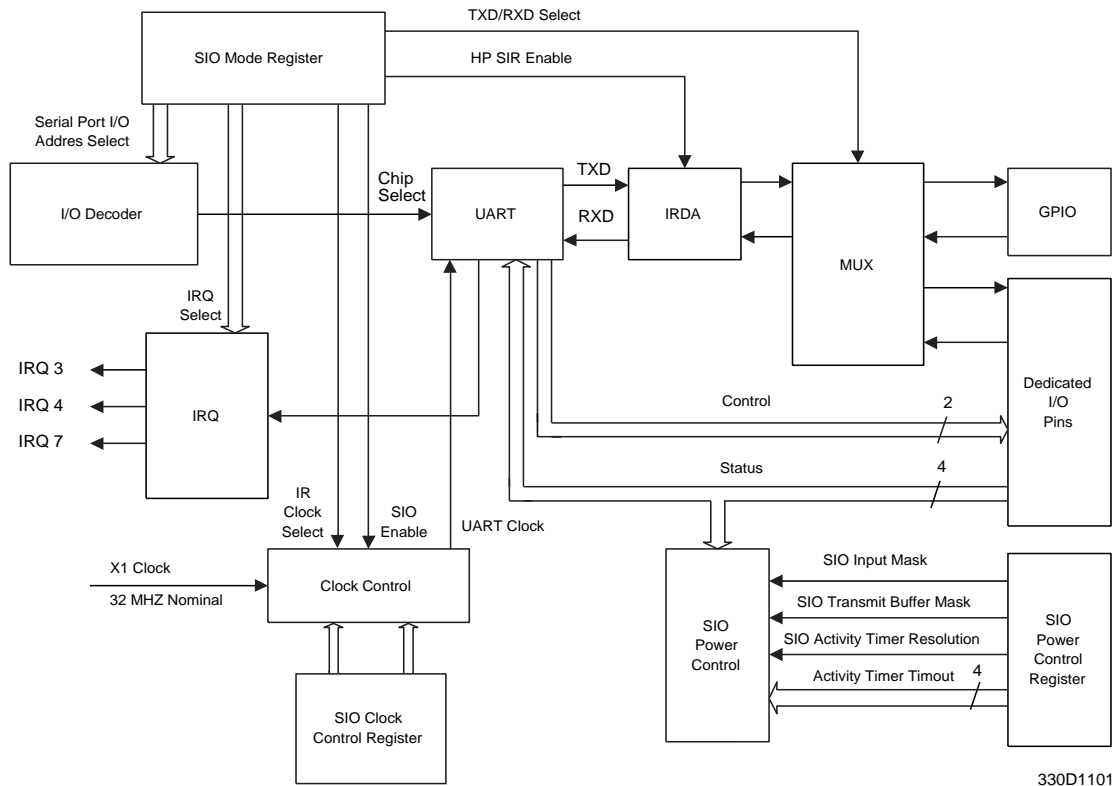 TXD/RXD Select
SIO Mode Register
HP SIR Enable
Serial Port I/O
Addres Select
I/O Decoder
Chip
Select
UART
TXD
RXD
IRDA
MUX
GPIO
IRQ
Select
IRQ 3
IRQ 4
IRQ 7
IRQ
Control
2
Dedicated
I/O
Pins
Status
4
IR
Clock
Select
SIO
Enable
UART Clock
X1 Clock
32 MHZ Nominal
Clock Control
SIO Clock
Control Register
SIO
Power
Control
SIO Input Mask
SIO Transmit Buffer Mask
SIO Activity Timer Resolution
Activity Timer Timout
4
SIO
Power
Control
Register
330D1101